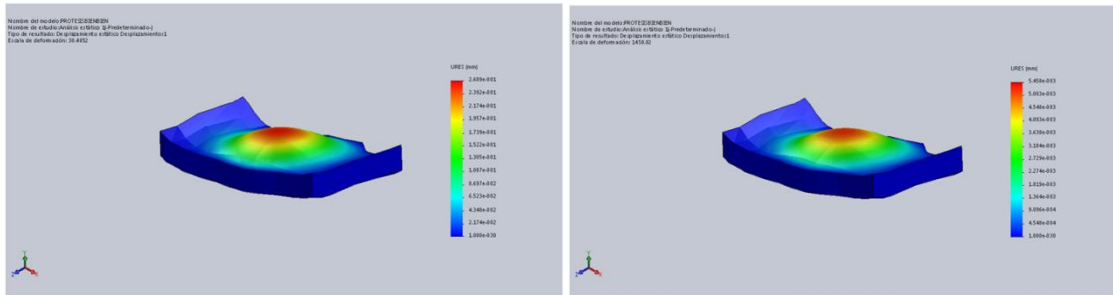 Nombre del modelo:PROTESISBIENBIEN
Nombre de estudio:Análisis estático 1(-Predeterminado-)
Tipo de resultado: Desplazamiento estático Desplazamientos1
Escala de deformación: 30.4052
URES (mm)
2.609e-001
2.392e-001
2.174e-001
1.957e-001
1.739e-001
1.522e-001
1.305e-001
1.087e-001
8.697e-002
6.523e-002
4.348e-002
2.174e-002
1.000e-030
Y
Z
X
Nombre del modelo:PROTESISBIENBIEN
Nombre de estudio:Análisis estático 1(-Predeterminado-)
Tipo de resultado: Desplazamiento estático Desplazamientos1
Escala de deformación:
URES (mm)
5.458e-003
5.003e-003
4.548e-003
4.093e-003
3.638e-003
3.184e-003
2.729e-003
2.274e-003
1.819e-003
1.364e-003
9.096e-004
4.548e-004
1.000e-030
Y
Z
X